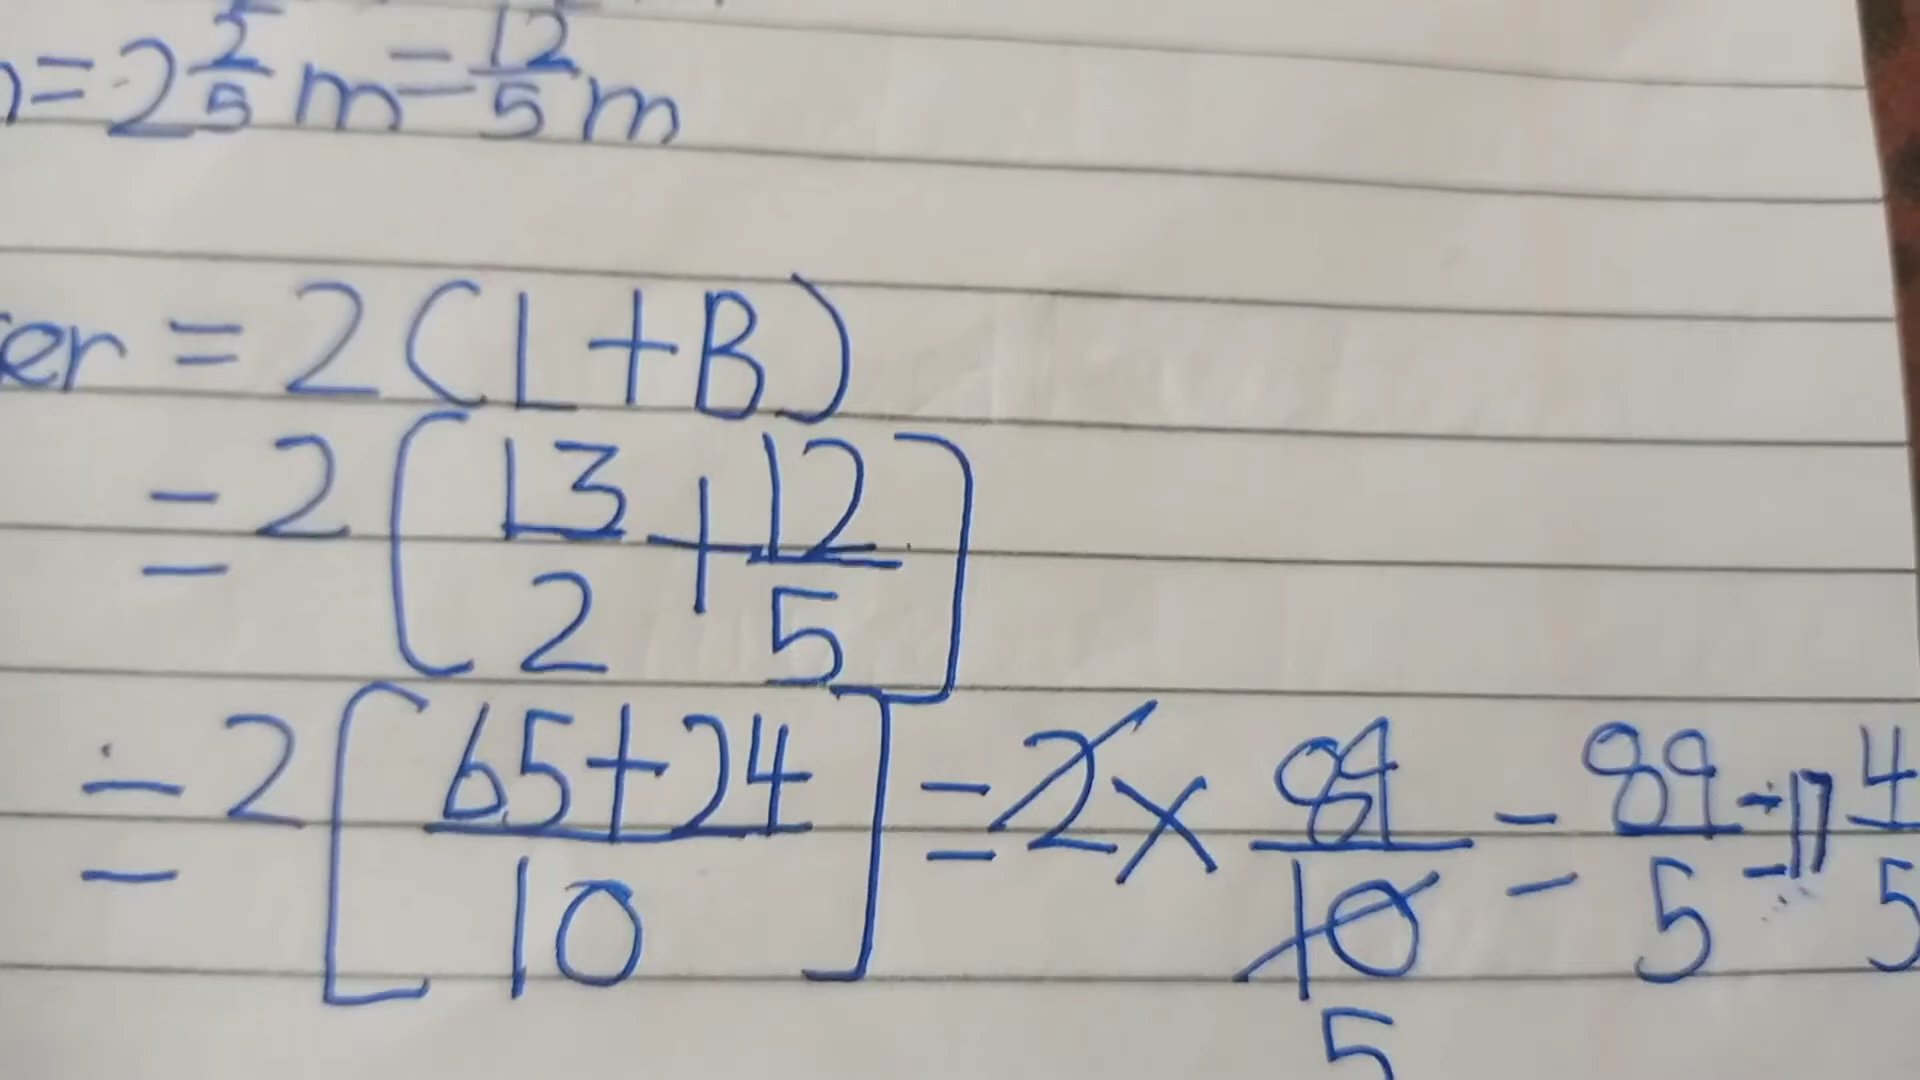 = 2 2/5 m = 12/5 m
er = 2(L+B)
= 2[13/2 + 12/5]
= 2[65+24/10] = 2 × 89/10 = 89/5 = 17 4/5
5